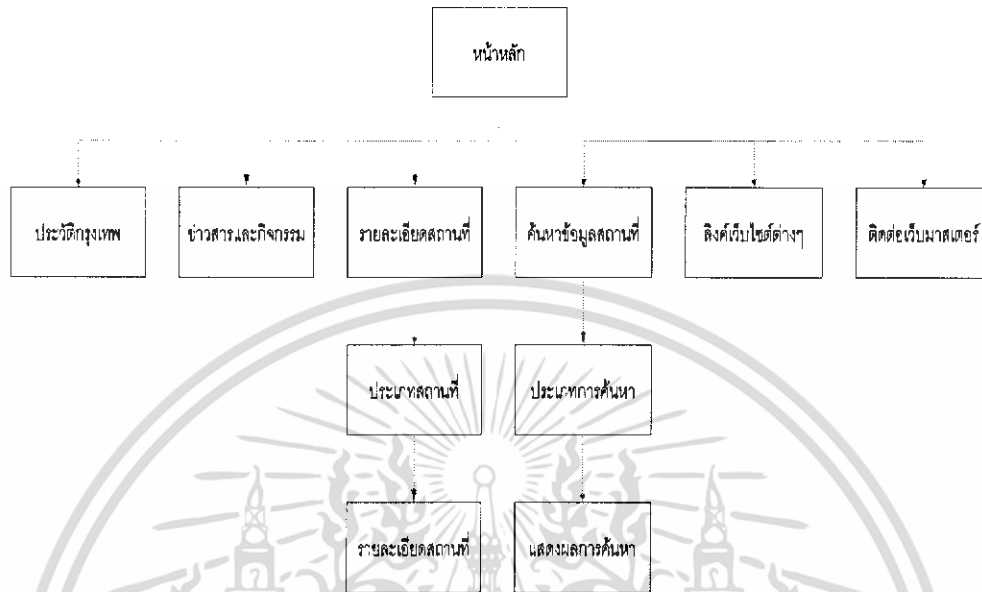 หน้าหลัก
ประวัติกรุงเทพ
ข่าวสารและกิจกรรม
รายละเอียดสถานที่
ค้นหาข้อมูลสถานที่
ลิงค์เว็บไซต์ต่างๆ
ติดต่อเว็บมาสเตอร์
ประเภทสถานที่
ประเภทการค้นหา
รายละเอียดสถานที่
แสดงผลการค้นหา